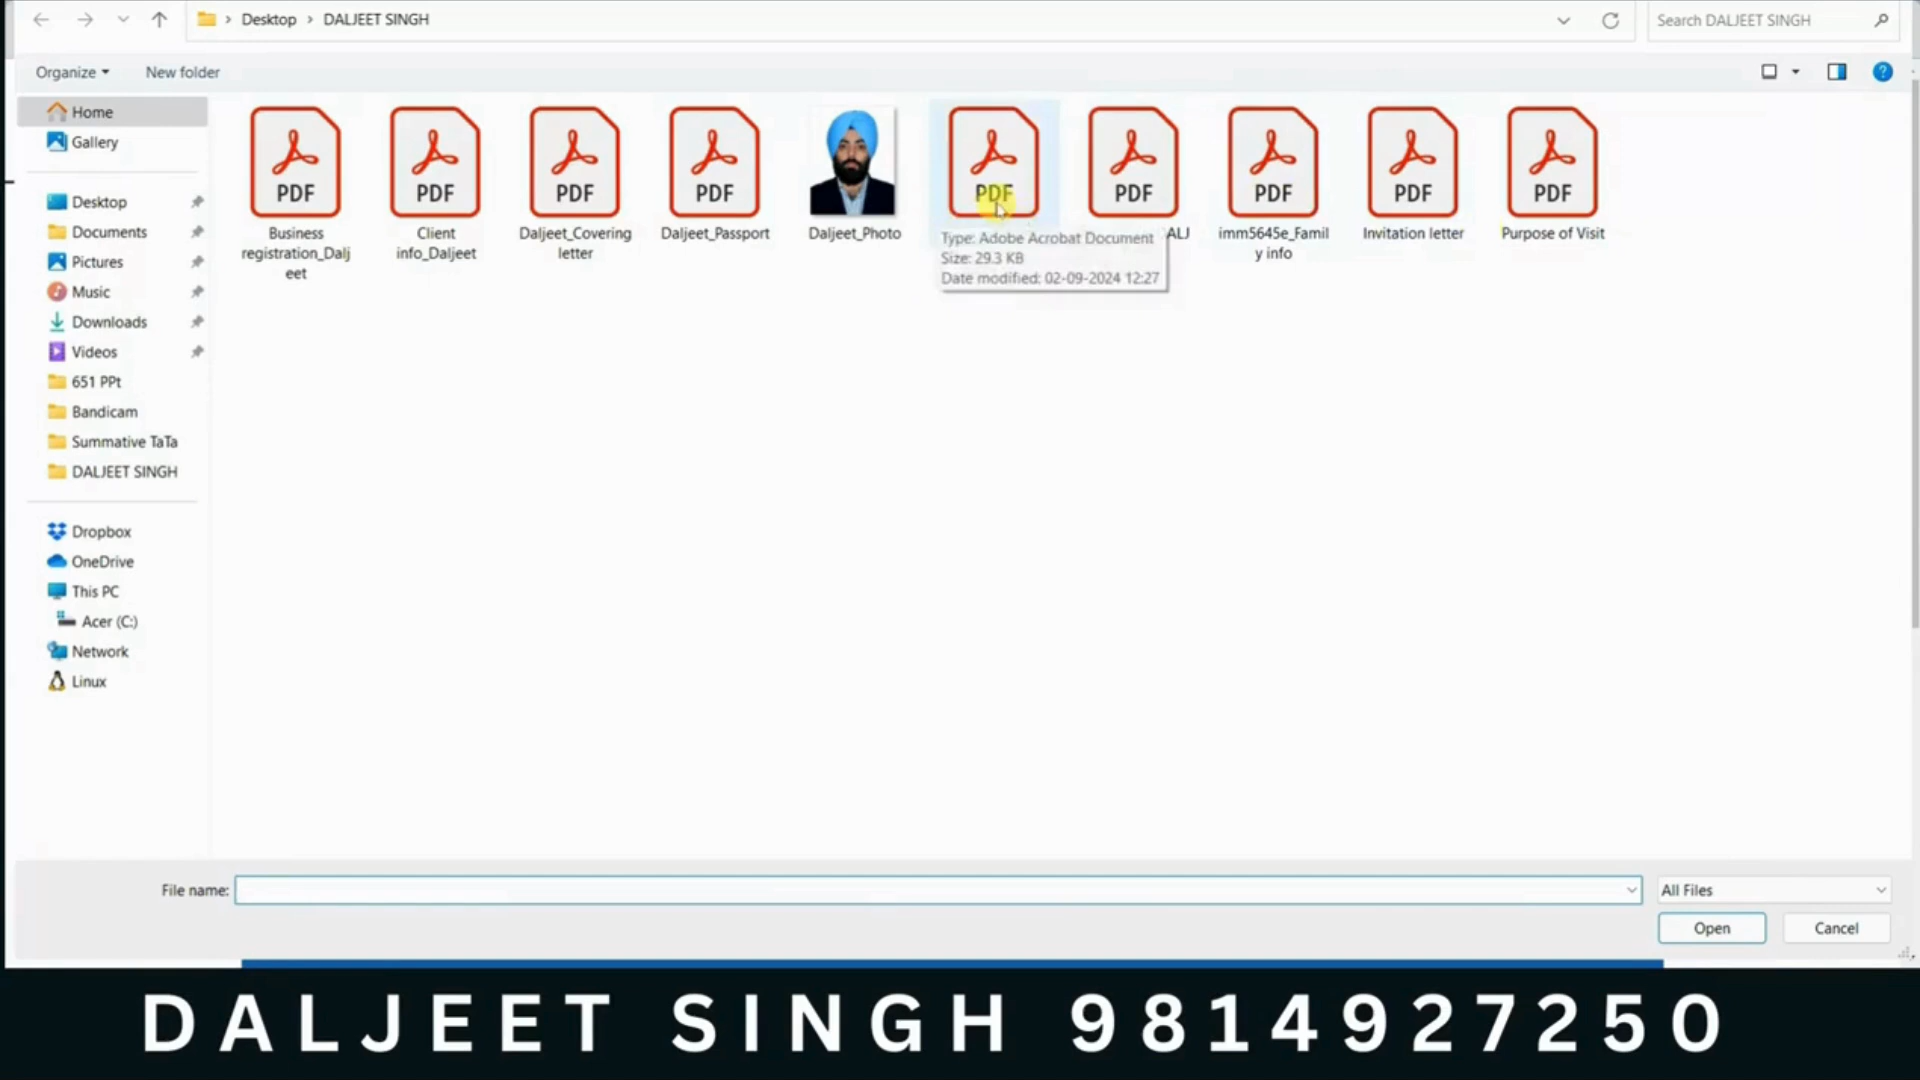 Desktop > DALJEET SINGH
Search DALJEET SINGH
Organize
New folder
Home
Gallery
Desktop
Documents
Pictures
Music
Downloads
Videos
651 PPt
Bandicam
Summative TaTa
DALJEET SINGH
Dropbox
OneDrive
This PC
Acer (C:)
Network
Linux
PDF
PDF
PDF
PDF
PDF
PDF
PDF
PDF
PDF
Business
registration_Dalj
eet
Client
info_Daljeet
Daljeet_Covering
letter
Daljeet_Passport
Daljeet_Photo
ALJ
imm5645e_Famil
y info
Invitation letter
Purpose of Visit
Type: Adobe Acrobat Document
Size: 29.3 KB
Date modified: 02-09-2024 12:27
File name:
All Files
Open
Cancel
DALJEET SINGH 9814927250